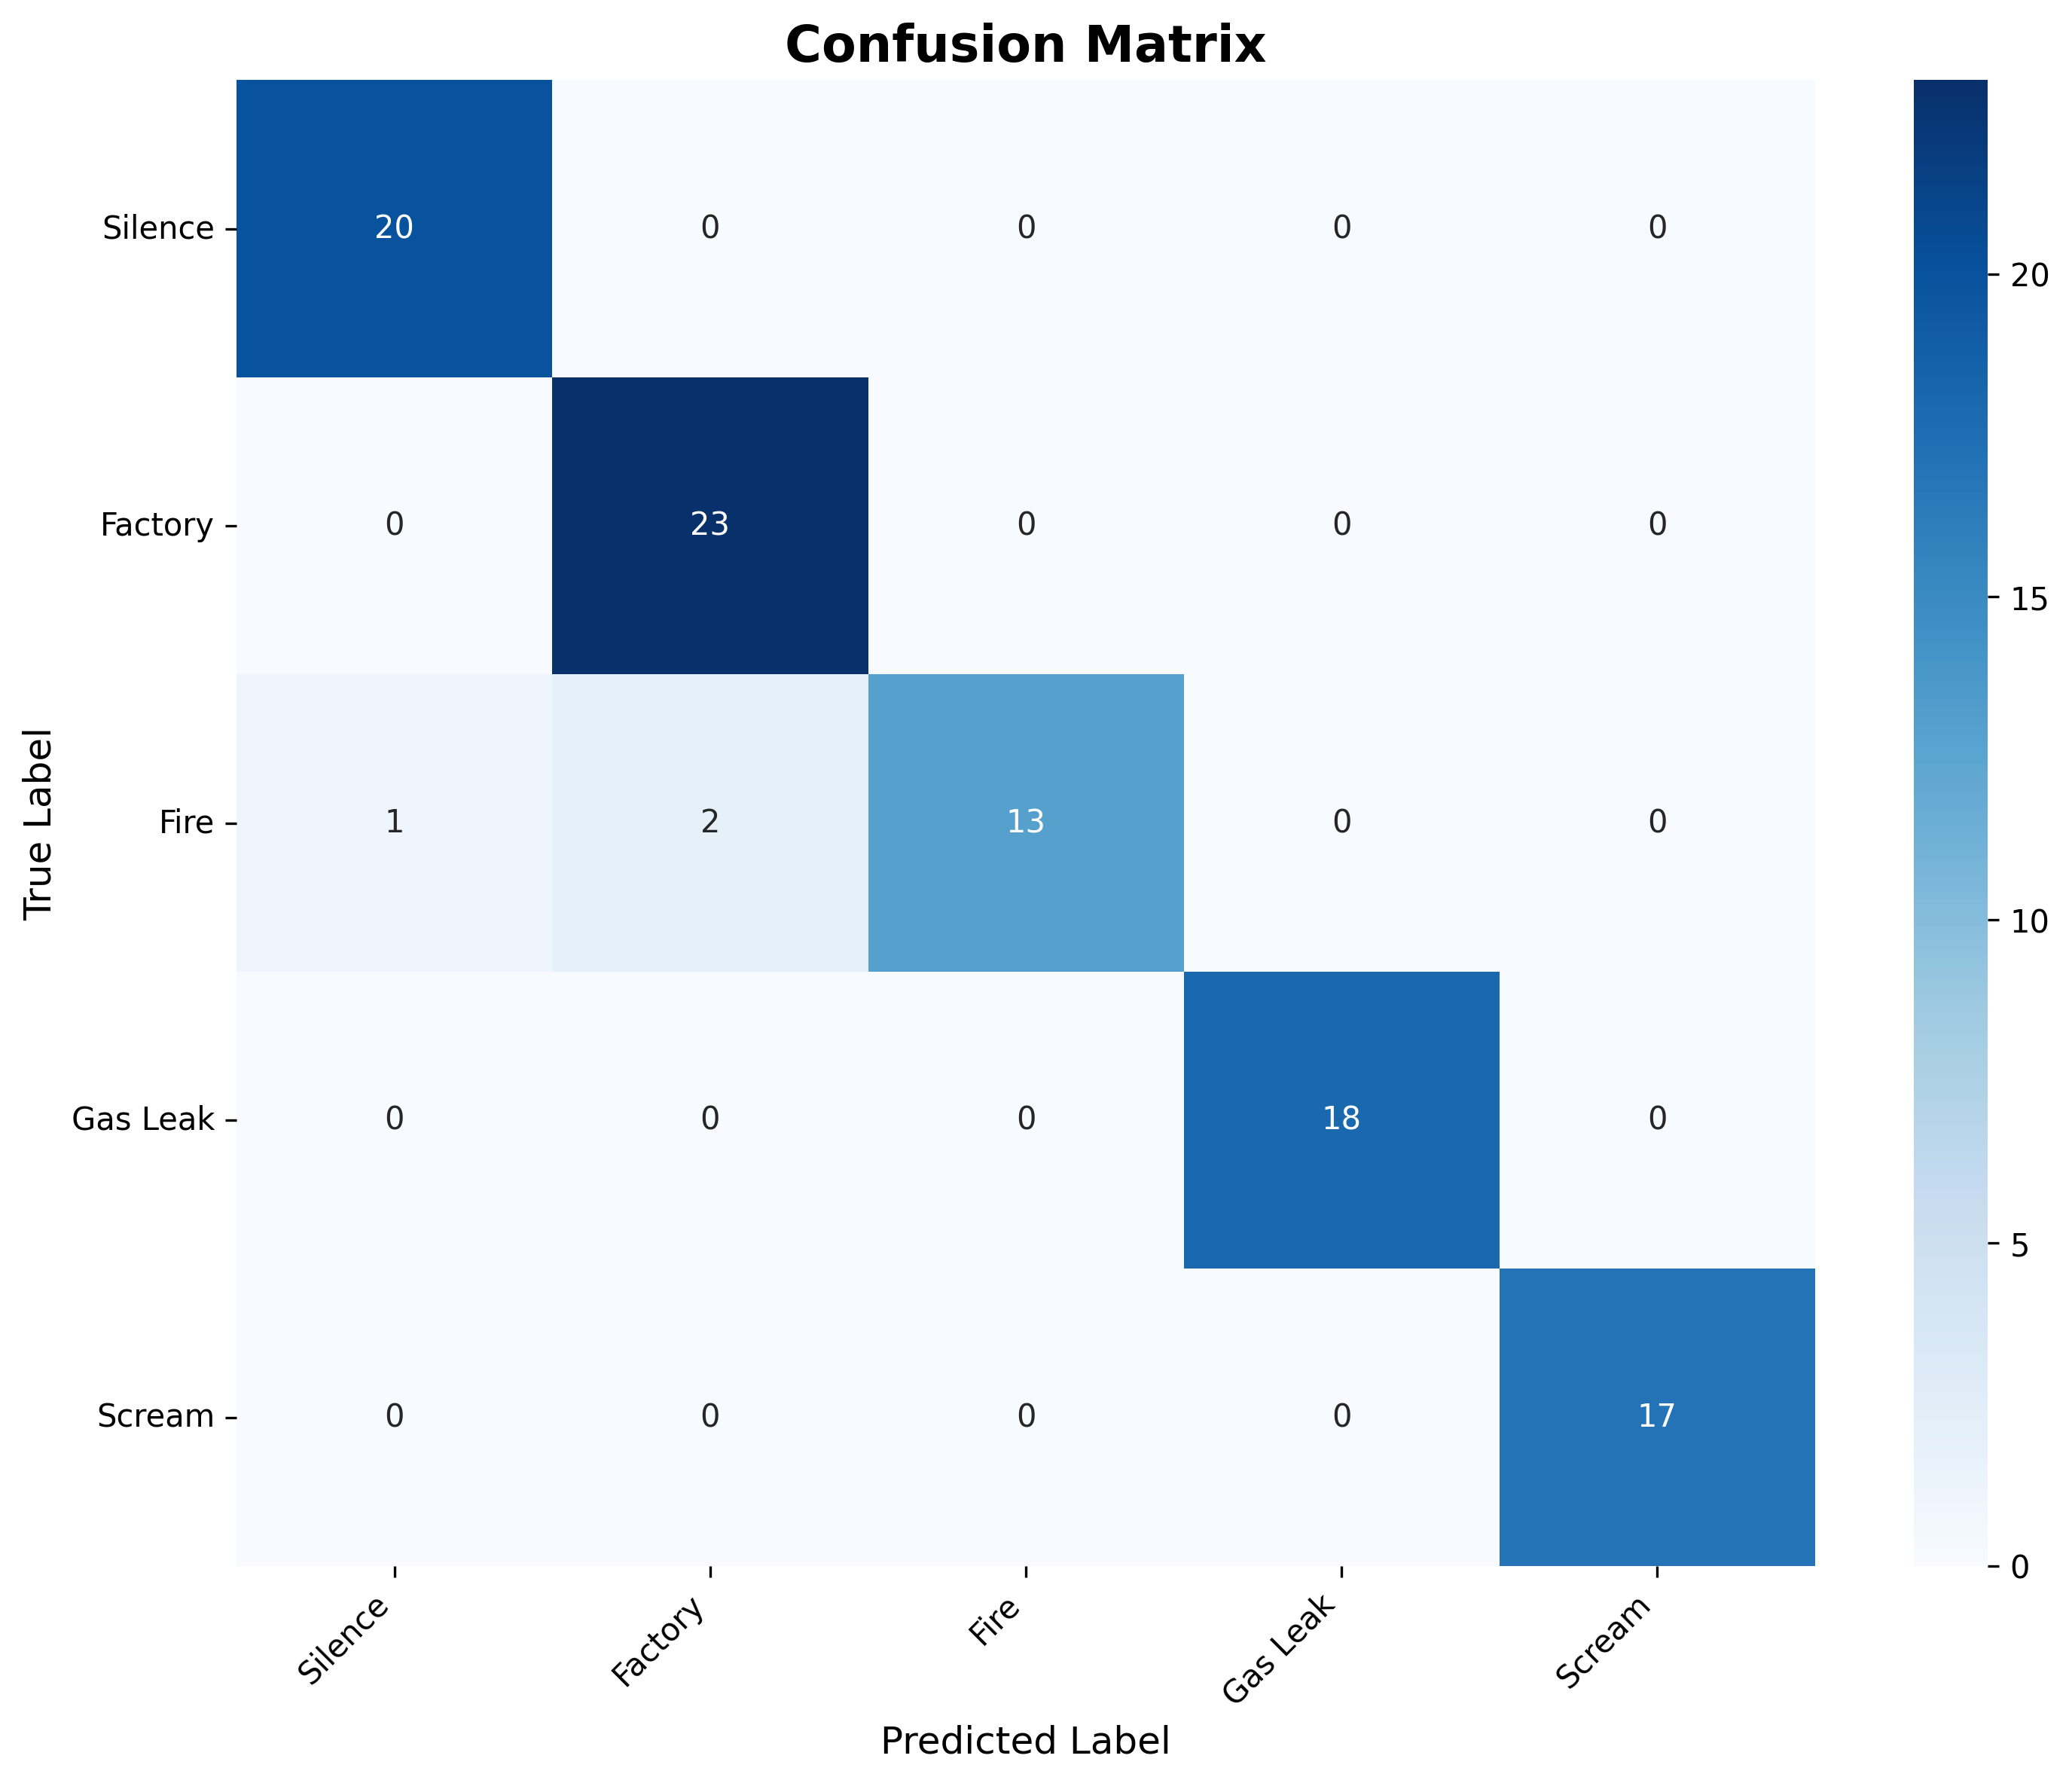 Confusion Matrix
True Label
Silence 20 0 0 0 0
Factory 0 23 0 0 0
Fire 1 2 13 0 0
Gas Leak 0 0 0 18 0
Scream 0 0 0 0 17
Silence Factory Fire Gas Leak Scream
Predicted Label
20
15
10
5
0